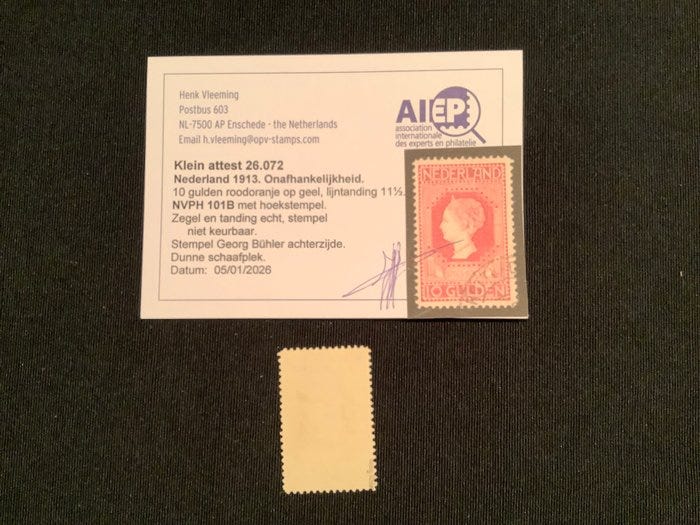 Henk Vleeming
Postbus 603
NL-7500 AP Enschede - the Netherlands
Email h.vleeming@opv-stamps.com
AIEP
association
internationale
des experts en philatelie
Klein attest 26.072
Nederland 1913. Onafhankelijkheid.
10 gulden roodoranje op geel, lijntanding 11½.
NVPH 101B met hoekstempel.
Zegel en tanding echt, stempel
niet keurbaar.
Stempel Georg Bühler achterzijde.
Dunne schaafplek.
Datum: 05/01/2026
NEDERLAND
10 GULDEN